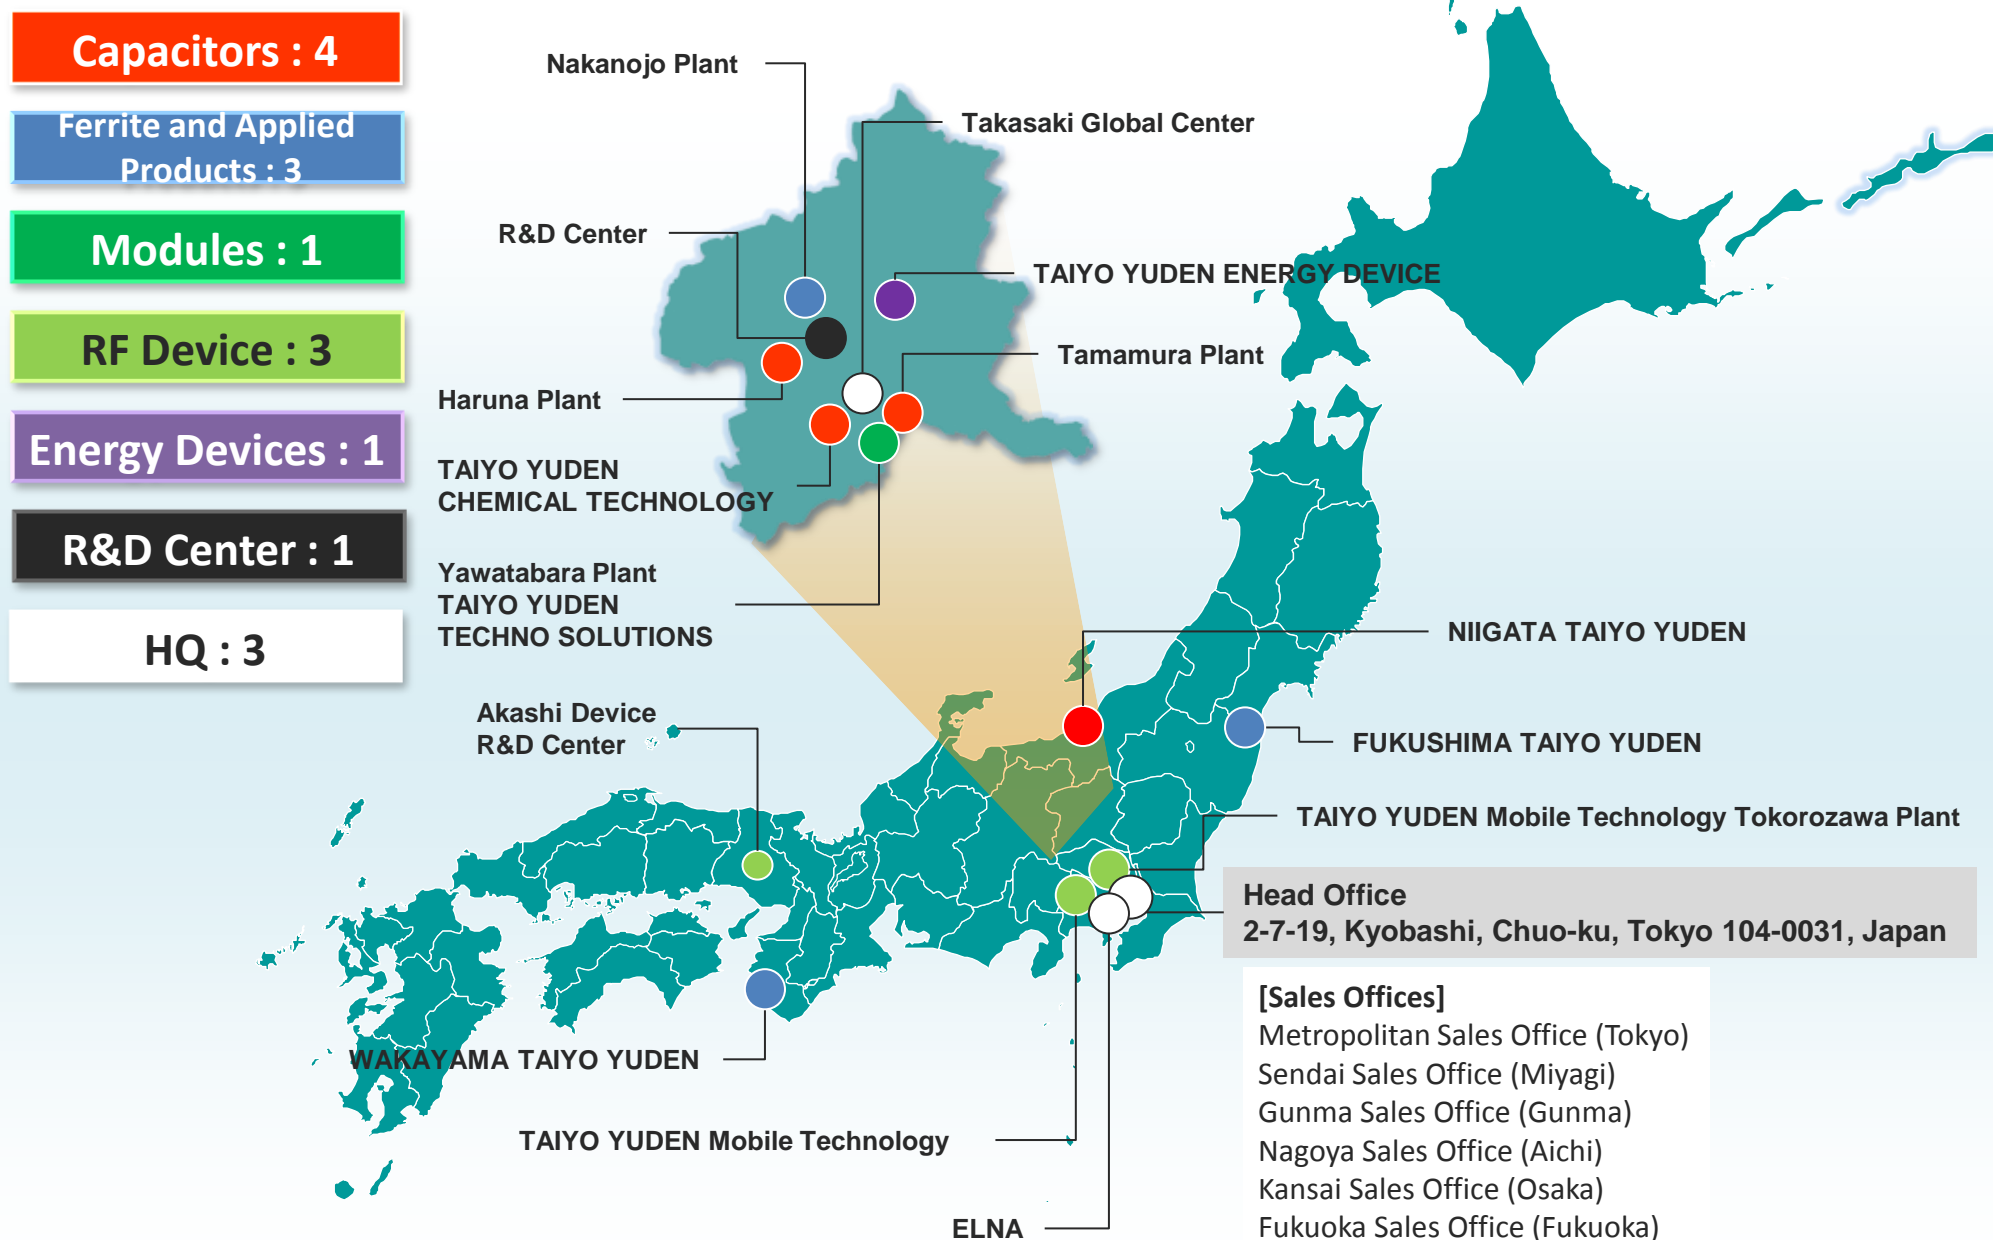 Capacitors : 4
Ferrite and Applied
Products : 3
Modules : 1
RF Device : 3
Energy Devices : 1
R&D Center : 1
HQ : 3
Nakanojo Plant
Takasaki Global Center
R&D Center
TAIYO YUDEN ENERGY DEVICE
Tamamura Plant
Haruna Plant
TAIYO YUDEN
CHEMICAL TECHNOLOGY
Yawatabara Plant
TAIYO YUDEN
TECHNO SOLUTIONS
NIIGATA TAIYO YUDEN
Akashi Device
R&D Center
FUKUSHIMA TAIYO YUDEN
TAIYO YUDEN Mobile Technology Tokorozawa Plant
Head Office
2-7-19, Kyobashi, Chuo-ku, Tokyo 104-0031, Japan
WAKAYAMA TAIYO YUDEN
TAIYO YUDEN Mobile Technology
ELNA
[Sales Offices]
Metropolitan Sales Office (Tokyo)
Sendai Sales Office (Miyagi)
Gunma Sales Office (Gunma)
Nagoya Sales Office (Aichi)
Kansai Sales Office (Osaka)
Fukuoka Sales Office (Fukuoka)